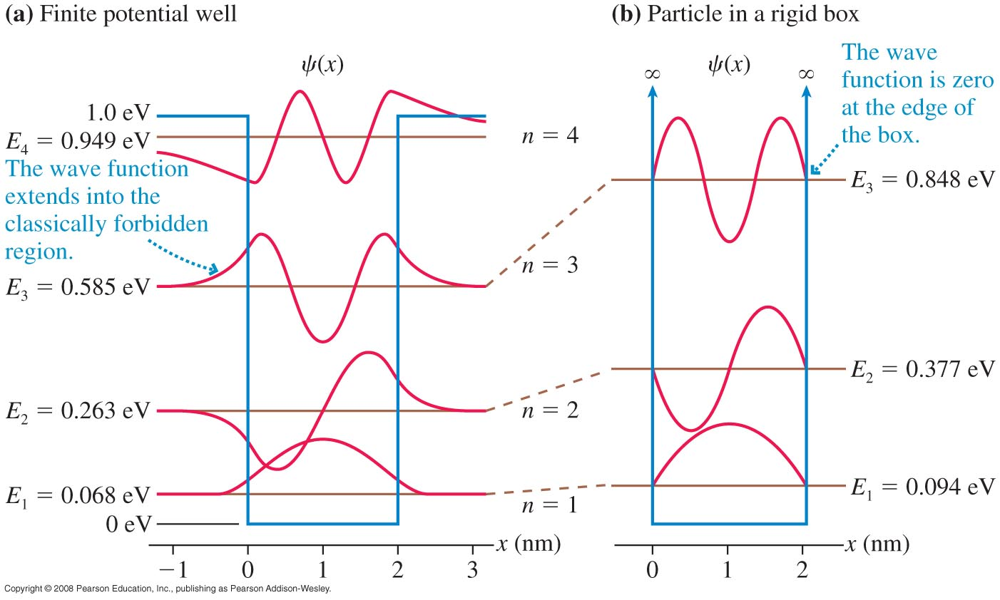 (a) Finite potential well
(b) Particle in a rigid box
ψ(x)
1.0 eV
E₄ = 0.949 eV
The wave function
extends into the
classically forbidden
region.
E₃ = 0.585 eV
E₂ = 0.263 eV
E₁ = 0.068 eV
0 eV
n = 4
n = 3
n = 2
n = 1
−1 0 1 2 3
x (nm)
∞ ψ(x) ∞
The wave
function is zero
at the edge of
the box.
E₃ = 0.848 eV
E₂ = 0.377 eV
E₁ = 0.094 eV
0 1 2
x (nm)
Copyright © 2008 Pearson Education, Inc., publishing as Pearson Addison-Wesley.